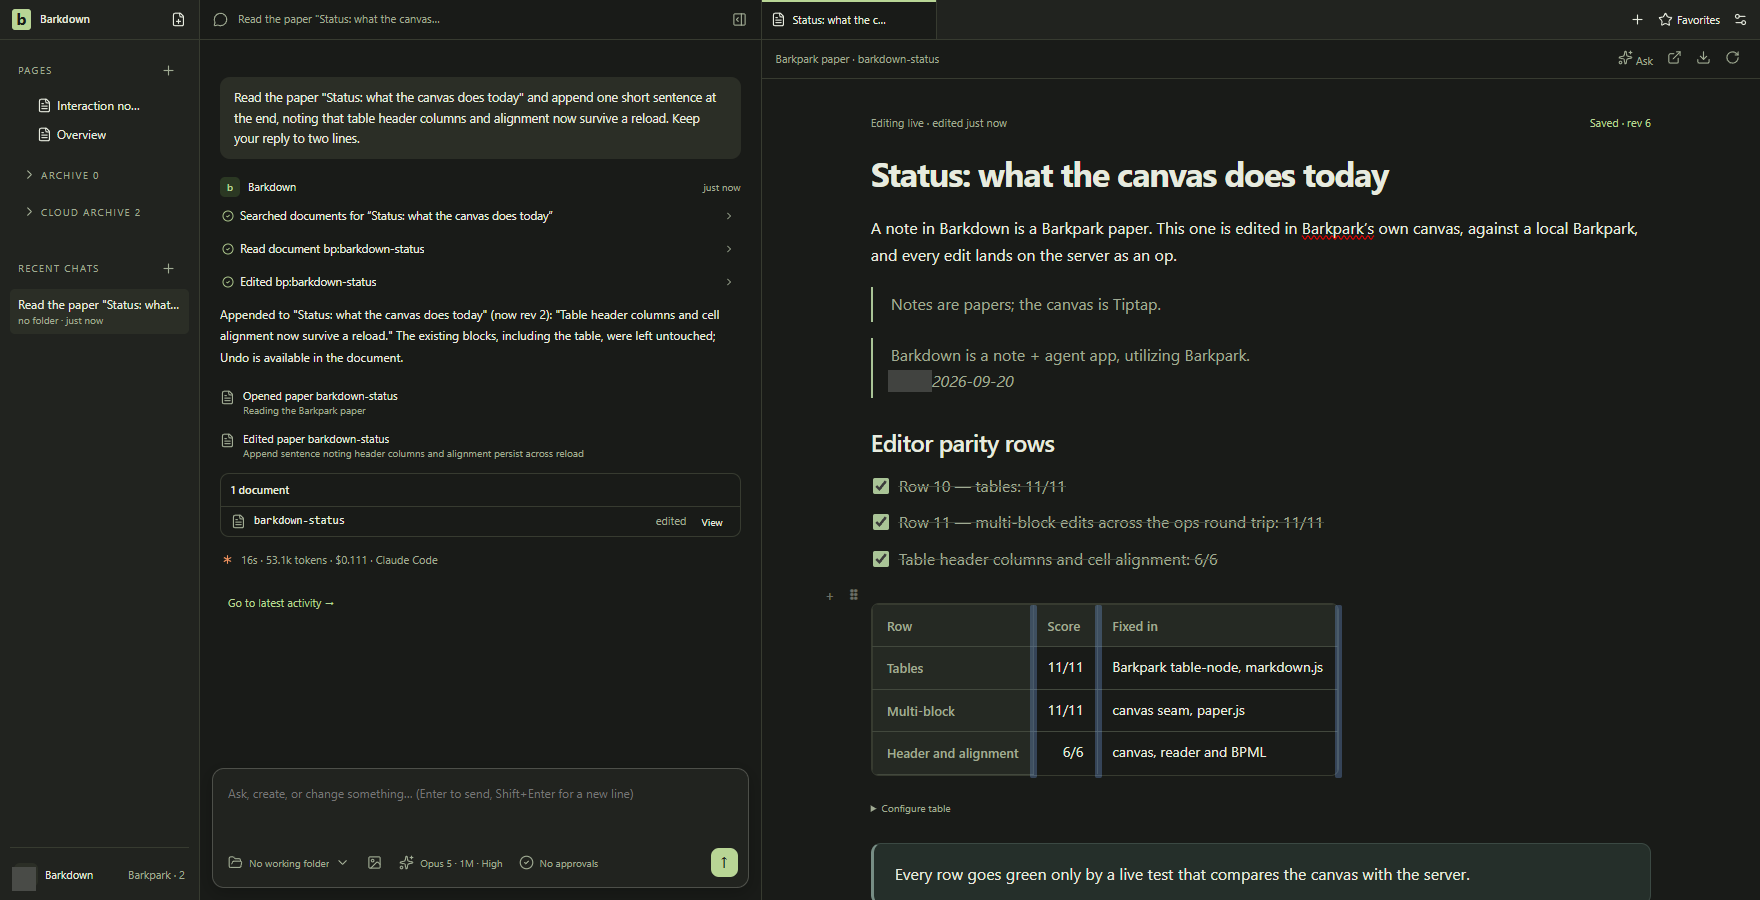 b Barkdown
PAGES
Interaction no...
Overview
ARCHIVE 0
CLOUD ARCHIVE 2
RECENT CHATS
Read the paper "Status: what...
no folder · just now
Barkdown
Barkpark · 2
Read the paper "Status: what the canvas...
Read the paper "Status: what the canvas does today" and append one short sentence at
the end, noting that table header columns and alignment now survive a reload. Keep
your reply to two lines.
b Barkdown
just now
Searched documents for “Status: what the canvas does today”
Read document bp:barkdown-status
Edited bp:barkdown-status
Appended to "Status: what the canvas does today" (now rev 2): "Table header columns and cell
alignment now survive a reload." The existing blocks, including the table, were left untouched;
Undo is available in the document.
Opened paper barkdown-status
Reading the Barkpark paper
Edited paper barkdown-status
Append sentence noting header columns and alignment persist across reload
1 document
barkdown-status edited View
16s · 53.1k tokens · $0.111 · Claude Code
Go to latest activity →
Ask, create, or change something... (Enter to send, Shift+Enter for a new line)
No working folder
Opus 5 · 1M · High
No approvals
Status: what the c...
Favorites
Barkpark paper · barkdown-status
Ask
Editing live · edited just now
Saved · rev 6
Status: what the canvas does today
A note in Barkdown is a Barkpark paper. This one is edited in Barkpark’s own canvas, against a local Barkpark,
and every edit lands on the server as an op.
Notes are papers; the canvas is Tiptap.
Barkdown is a note + agent app, utilizing Barkpark.
2026-09-20
Editor parity rows
Row 10 — tables: 11/11
Row 11 — multi-block edits across the ops round trip: 11/11
Table header columns and cell alignment: 6/6
Row Score Fixed in
Tables 11/11 Barkpark table-node, markdown.js
Multi-block 11/11 canvas seam, paper.js
Header and alignment 6/6 canvas, reader and BPML
Configure table
Every row goes green only by a live test that compares the canvas with the server.